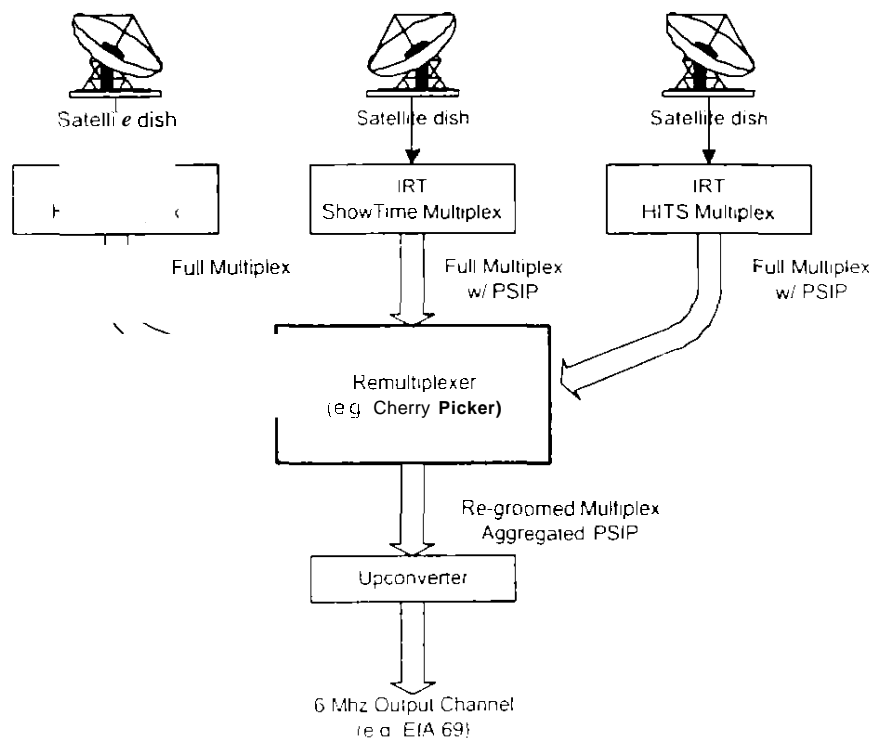 Satellite dish
Satellite dish
Satellite dish
IRT
ShowTime Multiplex
IRT
HITS Multiplex
Full Multiplex
Full Multiplex
w/ PSIP
Full Multiplex
w/ PSIP
Remultiplexer
(e.g. Cherry Picker)
Re-groomed Multiplex
Aggregated PSIP
Upconverter
6 Mhz Output Channel
(e.g. EIA 69)